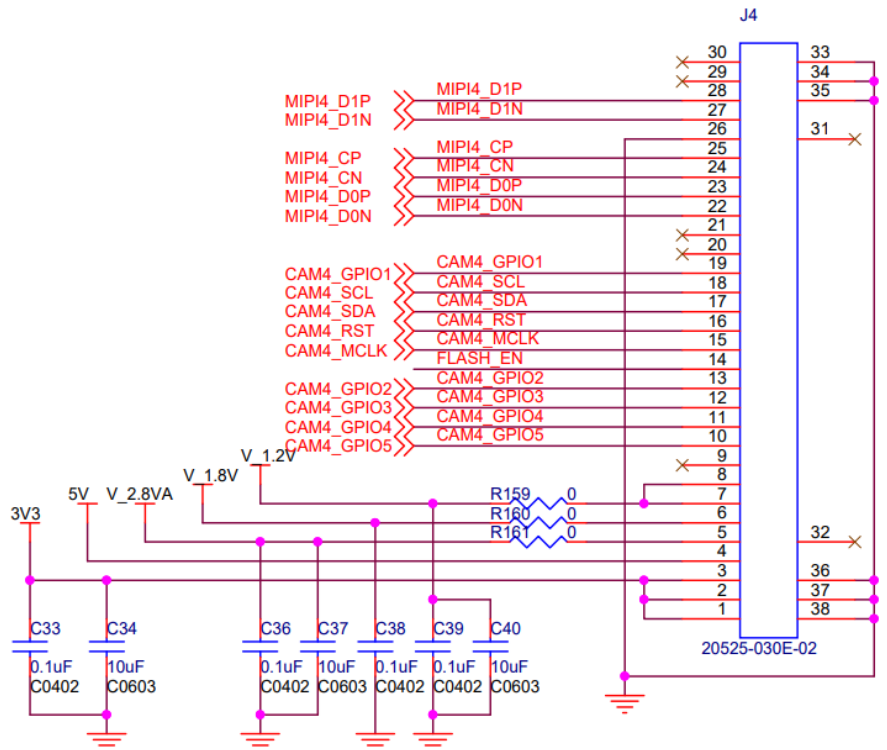 J4
30 33
29 34
MIPI4_D1P MIPI4_D1P 28 35
MIPI4_D1N MIPI4_D1N 27
26 31
MIPI4_CP MIPI4_CP 25
MIPI4_CN MIPI4_CN 24
MIPI4_D0P MIPI4_D0P 23
MIPI4_D0N MIPI4_D0N 22
21
20
CAM4_GPIO1 CAM4_GPIO1 19
CAM4_SCL CAM4_SCL 18
CAM4_SDA CAM4_SDA 17
CAM4_RST CAM4_RST 16
CAM4_MCLK CAM4_MCLK 15
FLASH_EN 14
CAM4_GPIO2 CAM4_GPIO2 13
CAM4_GPIO3 CAM4_GPIO3 12
CAM4_GPIO4 CAM4_GPIO4 11
CAM4_GPIO5 CAM4_GPIO5 10
V_1.2V 9
V_1.8V 8
5V V_2.8VA R159 0 7
3V3 R160 0 6
R161 0 5 32
4
3 36
2 37
1 38
C33 C34 C36 C37 C38 C39 C40
20525-030E-02
0.1uF 10uF 0.1uF 10uF 0.1uF 0.1uF 10uF
C0402 C0603 C0402 C0603 C0402 C0402 C0603